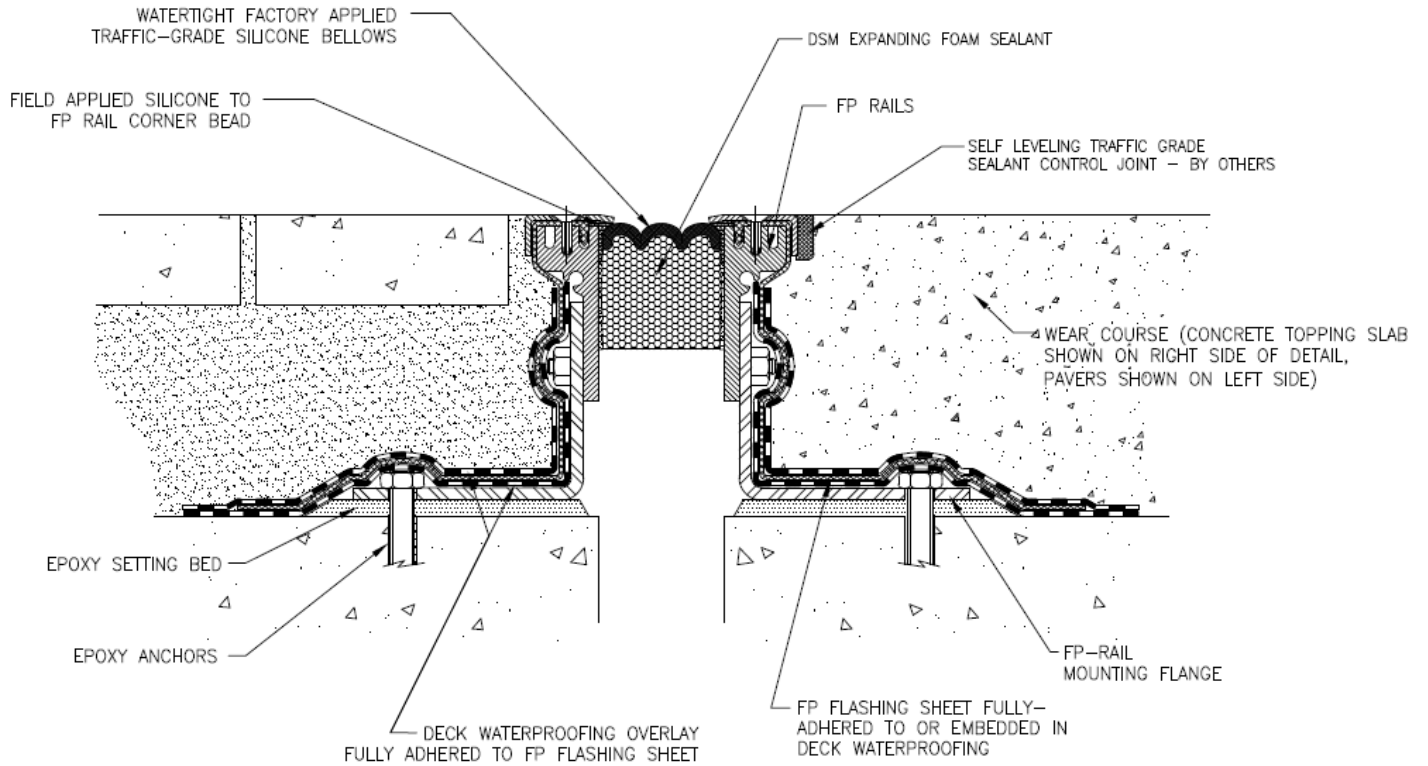 WATERTIGHT FACTORY APPLIED
TRAFFIC-GRADE SILICONE BELLOWS
DSM EXPANDING FOAM SEALANT
FIELD APPLIED SILICONE TO
FP RAIL CORNER BEAD
FP RAILS
SELF LEVELING TRAFFIC GRADE
SEALANT CONTROL JOINT - BY OTHERS
WEAR COURSE (CONCRETE TOPPING SLAB
SHOWN ON RIGHT SIDE OF DETAIL,
PAVERS SHOWN ON LEFT SIDE)
EPOXY SETTING BED
EPOXY ANCHORS
FP-RAIL
MOUNTING FLANGE
DECK WATERPROOFING OVERLAY
FULLY ADHERED TO FP FLASHING SHEET
FP FLASHING SHEET FULLY-
ADHERED TO OR EMBEDDED IN
DECK WATERPROOFING